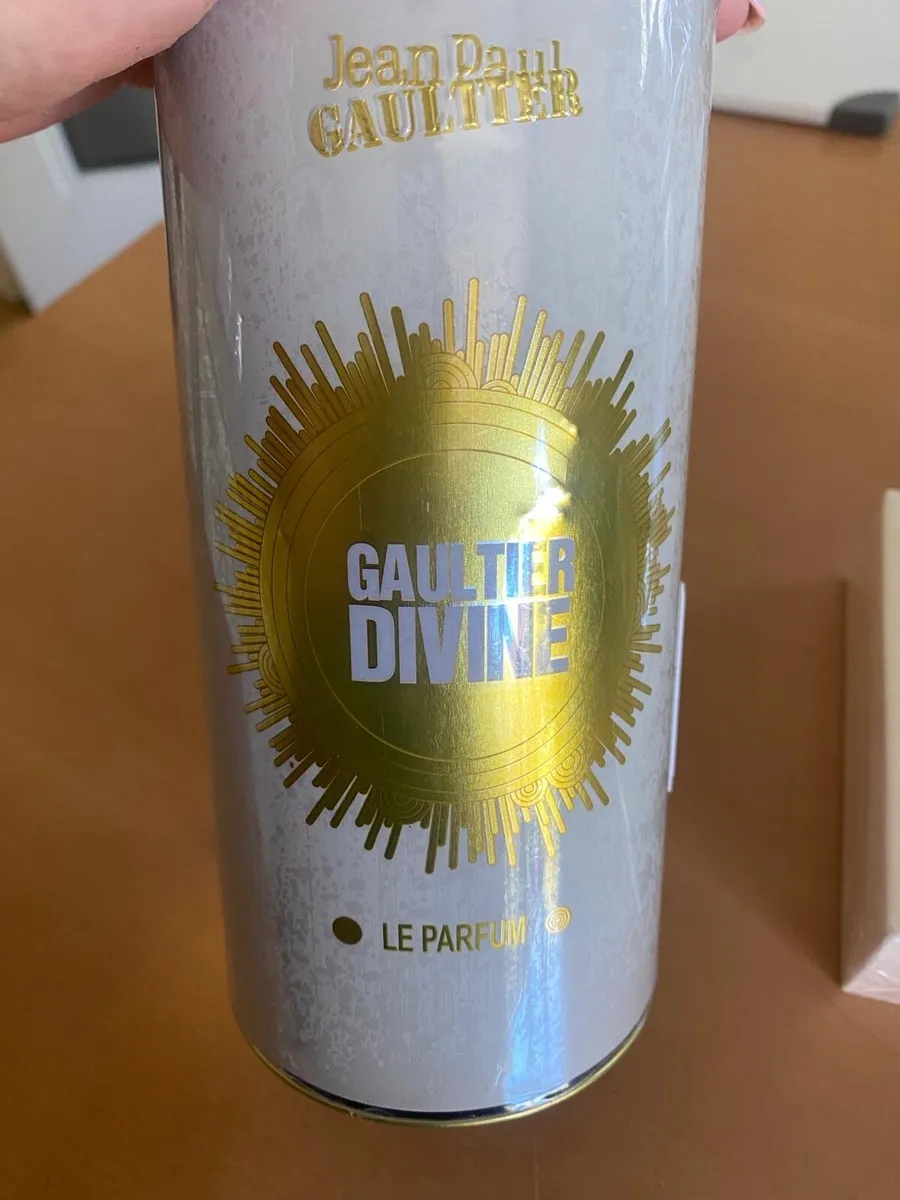 Jean Paul
GAULTIER
GAULTIER
DIVINE
LE PARFUM